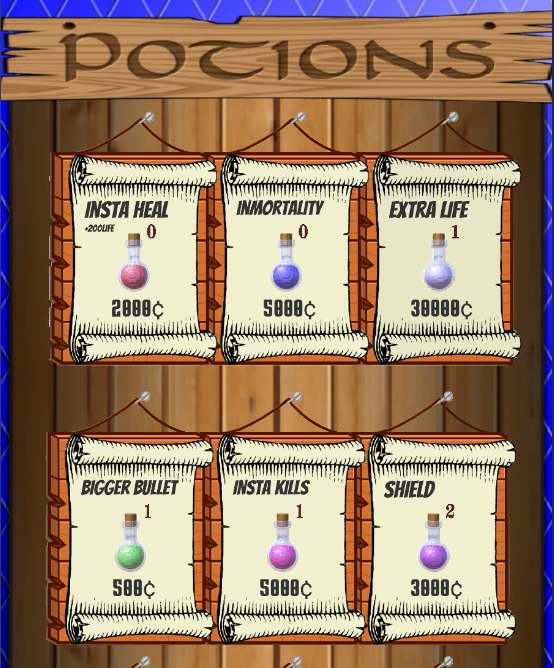 POTIONS
INSTA HEAL
+200LIFE
0
2000¢
INMORTALITY
0
5000¢
EXTRA LIFE
1
30000¢
BIGGER BULLET
1
500¢
INSTA KILLS
1
5000¢
SHIELD
2
3000¢